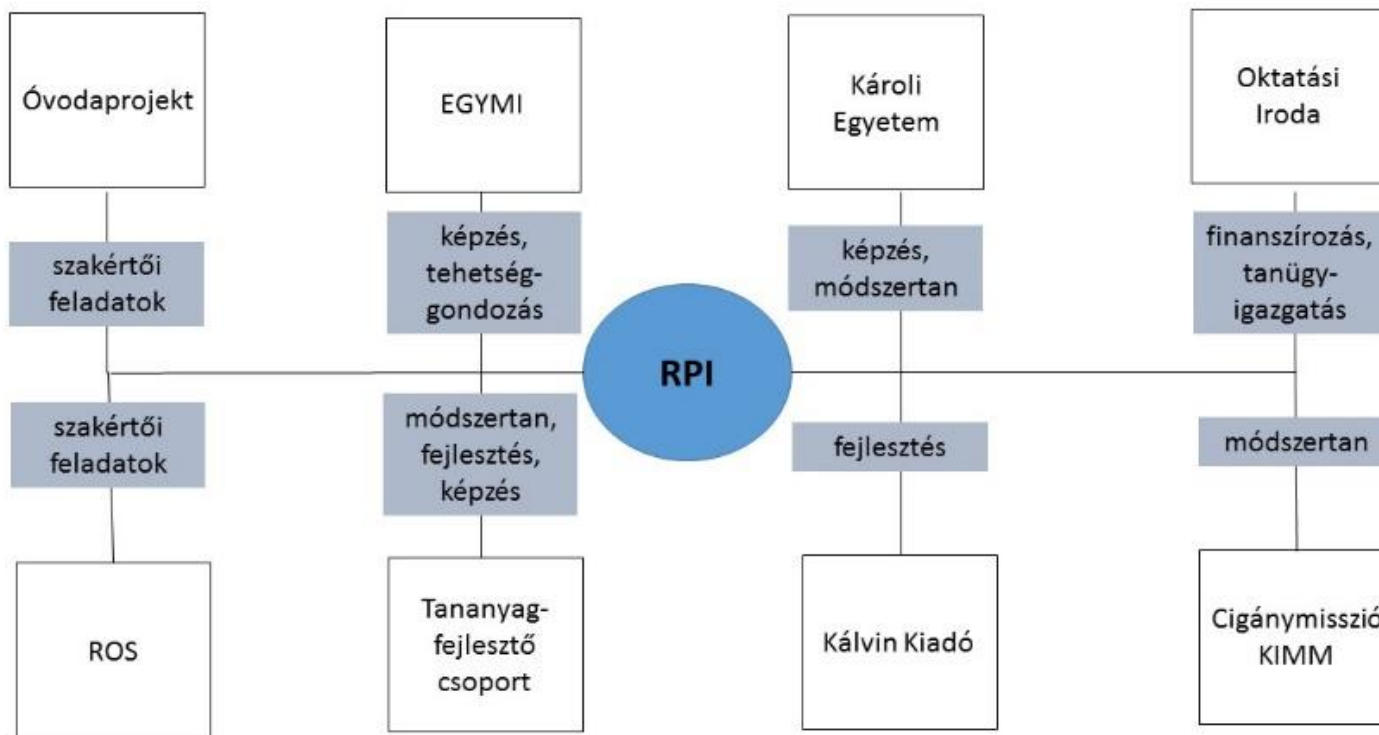 Óvodaprojekt
EGYMI
Károli
Egyetem
Oktatási
Iroda
szakértői
feladatok
képzés,
tehetség-
gondozás
képzés,
módszertan
finanszírozás,
tanügy-
igazgatás
RPI
szakértői
feladatok
módszertan,
fejlesztés,
képzés
fejlesztés
módszertan
ROS
Tananyag-
fejlesztő
csoport
Kálvin Kiadó
Cigánymisszió
KIMM